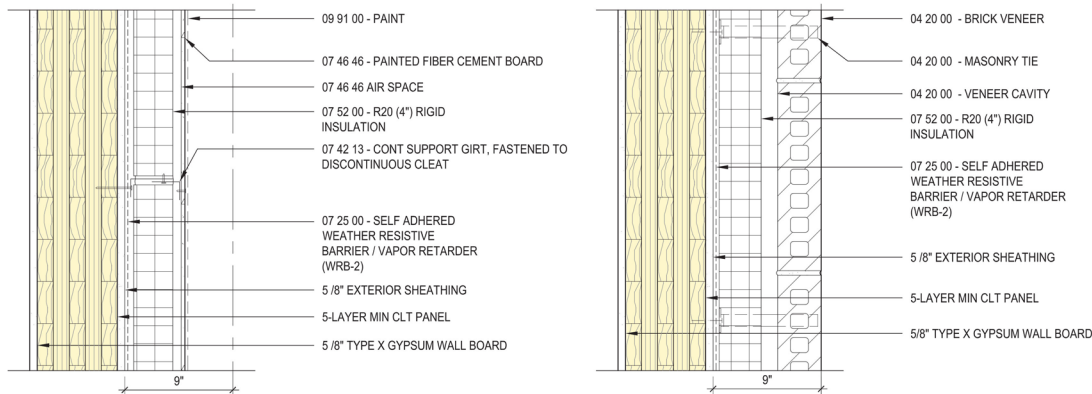 09 91 00 - PAINT
07 46 46 - PAINTED FIBER CEMENT BOARD
07 46 46 AIR SPACE
07 52 00 - R20 (4") RIGID
INSULATION
07 42 13 - CONT SUPPORT GIRT, FASTENED TO
DISCONTINUOUS CLEAT
07 25 00 - SELF ADHERED
WEATHER RESISTIVE
BARRIER / VAPOR RETARDER
(WRB-2)
5 /8" EXTERIOR SHEATHING
5-LAYER MIN CLT PANEL
5 /8" TYPE X GYPSUM WALL BOARD
9"
04 20 00 - BRICK VENEER
04 20 00 - MASONRY TIE
04 20 00 - VENEER CAVITY
07 52 00 - R20 (4") RIGID
INSULATION
07 25 00 - SELF ADHERED
WEATHER RESISTIVE
BARRIER / VAPOR RETARDER
(WRB-2)
5 /8" EXTERIOR SHEATHING
5-LAYER MIN CLT PANEL
5/8" TYPE X GYPSUM WALL BOARD
9"